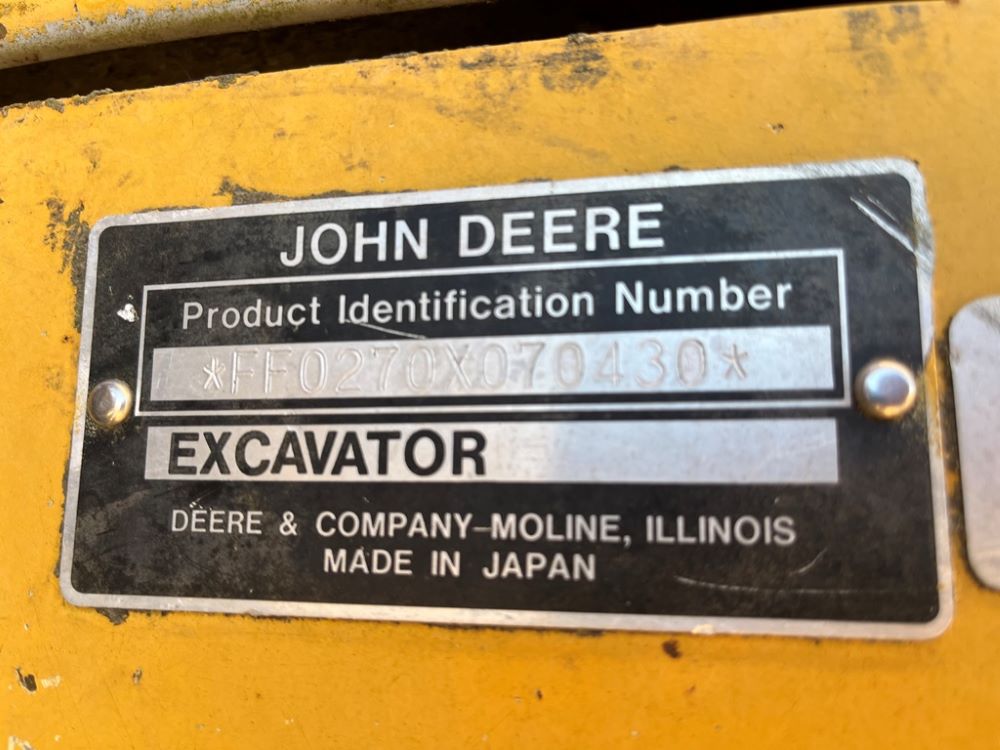 JOHN DEERE
Product Identification Number
*FF0270X070430*
EXCAVATOR
DEERE & COMPANY–MOLINE, ILLINOIS
MADE IN JAPAN